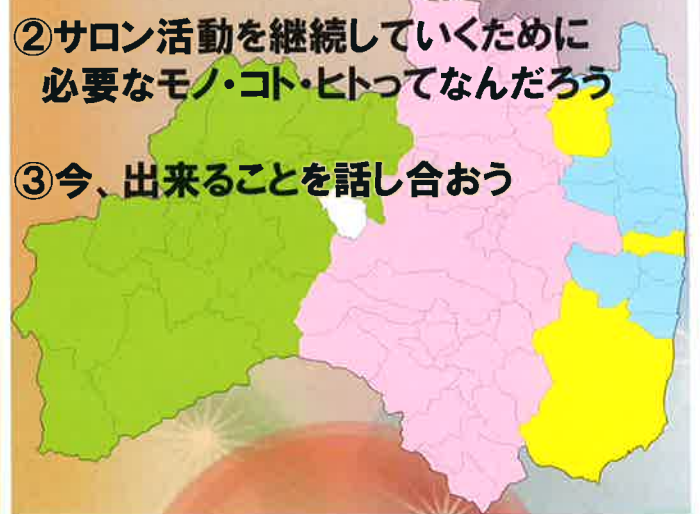 ②サロン活動を継続していくために
必要なモノ・コト・ヒトってなんだろう
③今、出来ることを話し合おう